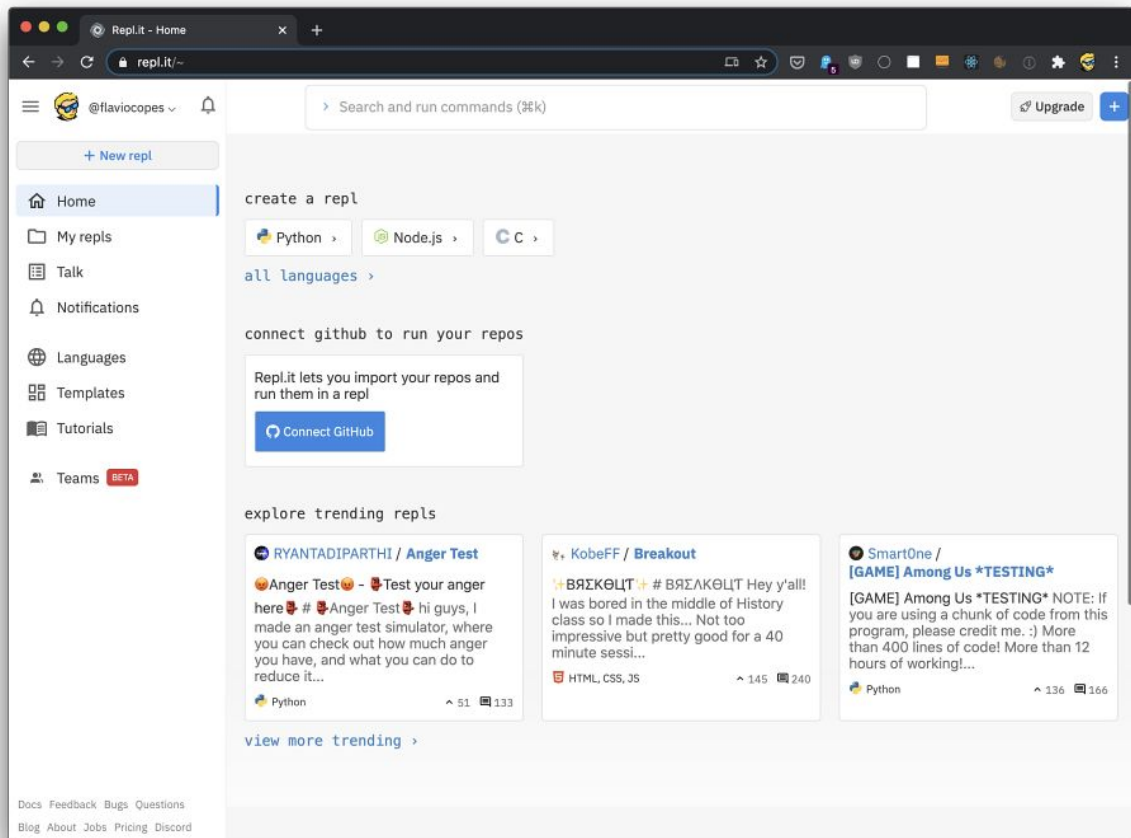 Repl.it - Home
repl.it/~
5
@flaviocopes
Search and run commands (⌘k)
Upgrade
+ New repl
Home
My repls
Talk
Notifications
Languages
Templates
Tutorials
Teams BETA
Docs Feedback Bugs Questions
Blog About Jobs Pricing Discord
create a repl
Python ›
Node.js ›
C C ›
all languages ›
connect github to run your repos
Repl.it lets you import your repos and
run them in a repl
Connect GitHub
explore trending repls
RYANTADIPARTHI / Anger Test
😡Anger Test😡 - 👺Test your anger
here👺 # 👺Anger Test👺 hi guys, I
made an anger test simulator, where
you can check out how much anger
you have, and what you can do to
reduce it...
Python
51 133
KobeFF / Breakout
✨BЯΣKӨЦƬ✨ # BЯΣΛKӨЦƬ Hey y'all!
I was bored in the middle of History
class so I made this... Not too
impressive but pretty good for a 40
minute sessi...
HTML, CSS, JS
145 240
SmartOne /
[GAME] Among Us *TESTING*
[GAME] Among Us *TESTING* NOTE: If
you are using a chunk of code from this
program, please credit me. :) More
than 400 lines of code! More than 12
hours of working!...
Python
136 166
view more trending ›